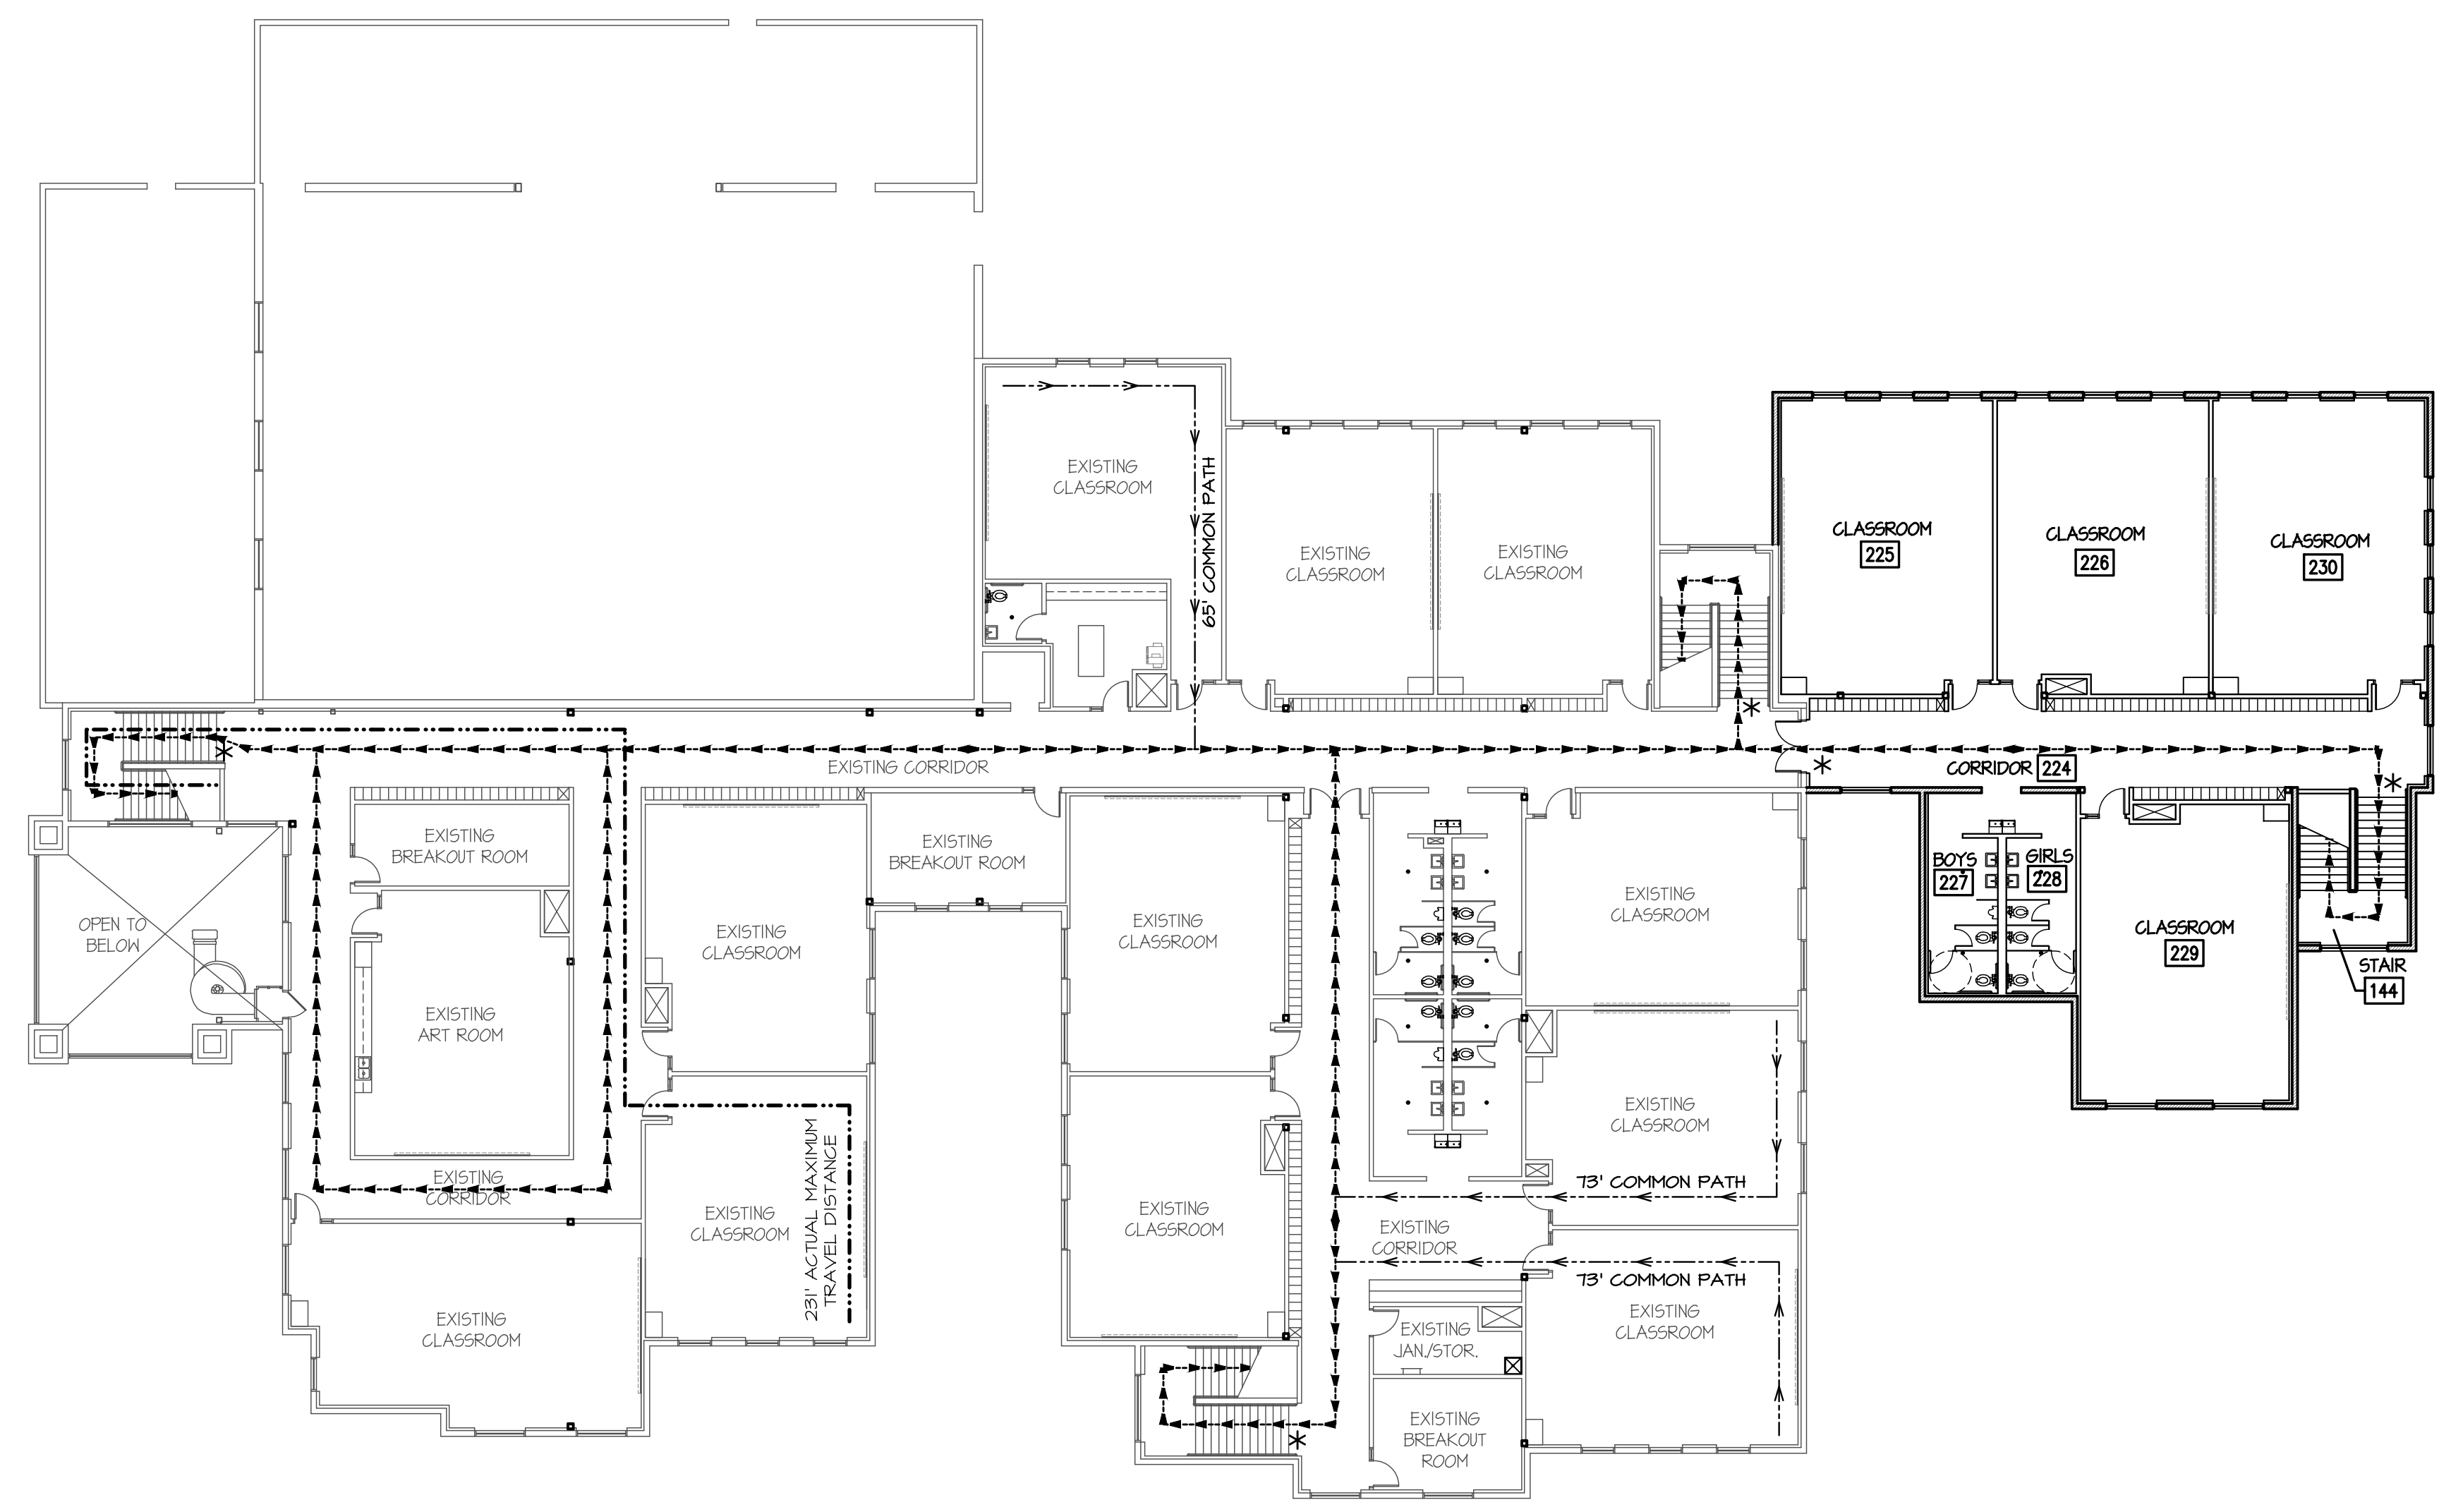 EXISTING
CLASSROOM
65' COMMON PATH
EXISTING
CLASSROOM
EXISTING
CLASSROOM
CLASSROOM
225
CLASSROOM
226
CLASSROOM
230
EXISTING CORRIDOR
CORRIDOR 224
EXISTING
BREAKOUT ROOM
EXISTING
BREAKOUT ROOM
OPEN TO
BELOW
EXISTING
CLASSROOM
EXISTING
CLASSROOM
EXISTING
CLASSROOM
BOYS
227
GIRLS
228
CLASSROOM
229
STAIR
144
EXISTING
ART ROOM
EXISTING
CLASSROOM
EXISTING
CORRIDOR
231' ACTUAL MAXIMUM
TRAVEL DISTANCE
73' COMMON PATH
EXISTING
CLASSROOM
EXISTING
CLASSROOM
EXISTING
CORRIDOR
73' COMMON PATH
EXISTING
CLASSROOM
EXISTING
CLASSROOM
EXISTING
JAN./STOR.
EXISTING
BREAKOUT
ROOM